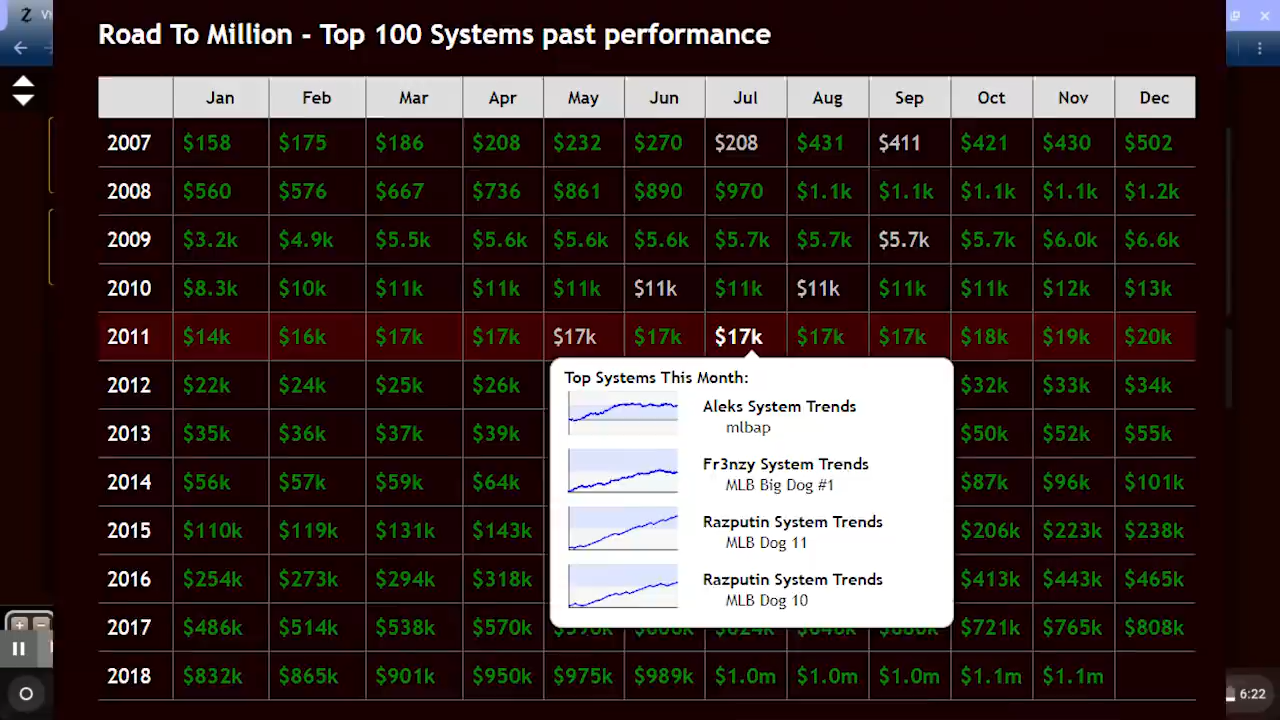 Road To Million - Top 100 Systems past performance
Jan Feb Mar Apr May Jun Jul Aug Sep Oct Nov Dec
2007 $158 $175 $186 $208 $232 $270 $208 $431 $411 $421 $430 $502
2008 $560 $576 $667 $736 $861 $890 $970 $1.1k $1.1k $1.1k $1.1k $1.2k
2009 $3.2k $4.9k $5.5k $5.6k $5.6k $5.6k $5.7k $5.7k $5.7k $5.7k $6.0k $6.6k
2010 $8.3k $10k $11k $11k $11k $11k $11k $11k $11k $11k $12k $13k
2011 $14k $16k $17k $17k $17k $17k $17k $17k $17k $18k $19k $20k
2012 $22k $24k $25k $26k $32k $33k $34k
2013 $35k $36k $37k $39k $50k $52k $55k
2014 $56k $57k $59k $64k $87k $96k $101k
2015 $110k $119k $131k $143k $206k $223k $238k
2016 $254k $273k $294k $318k $413k $443k $465k
2017 $486k $514k $538k $570k $721k $765k $808k
2018 $832k $865k $901k $950k $975k $989k $1.0m $1.0m $1.0m $1.1m $1.1m
Top Systems This Month:
Aleks System Trends
mlbap
Fr3nzy System Trends
MLB Big Dog #1
Razputin System Trends
MLB Dog 11
Razputin System Trends
MLB Dog 10
6:22